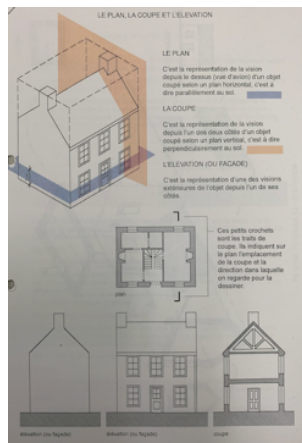 LE PLAN, LA COUPE ET L'ELEVATION
LE PLAN
C'est la représentation de la vision
depuis le dessus (vue d'avion) d'un objet
coupé selon un plan horizontal, c'est à
dire parallèlement au sol.
LA COUPE
C'est la représentation de la vision
depuis l'un des deux côtés d'un objet
coupé selon un plan vertical, c'est à dire
perpendiculairement au sol.
L'ELEVATION (OU FACADE)
C'est la représentation d'une des visions
extérieures de l'objet depuis l'un de ses
côtés.
Ces petits crochets
sont les traits de
coupe. Ils indiquent sur
le plan l'emplacement
de la coupe et la
direction dans laquelle
on regarde pour la
dessiner.
plan
élévation (ou façade)
élévation (ou façade)
coupe